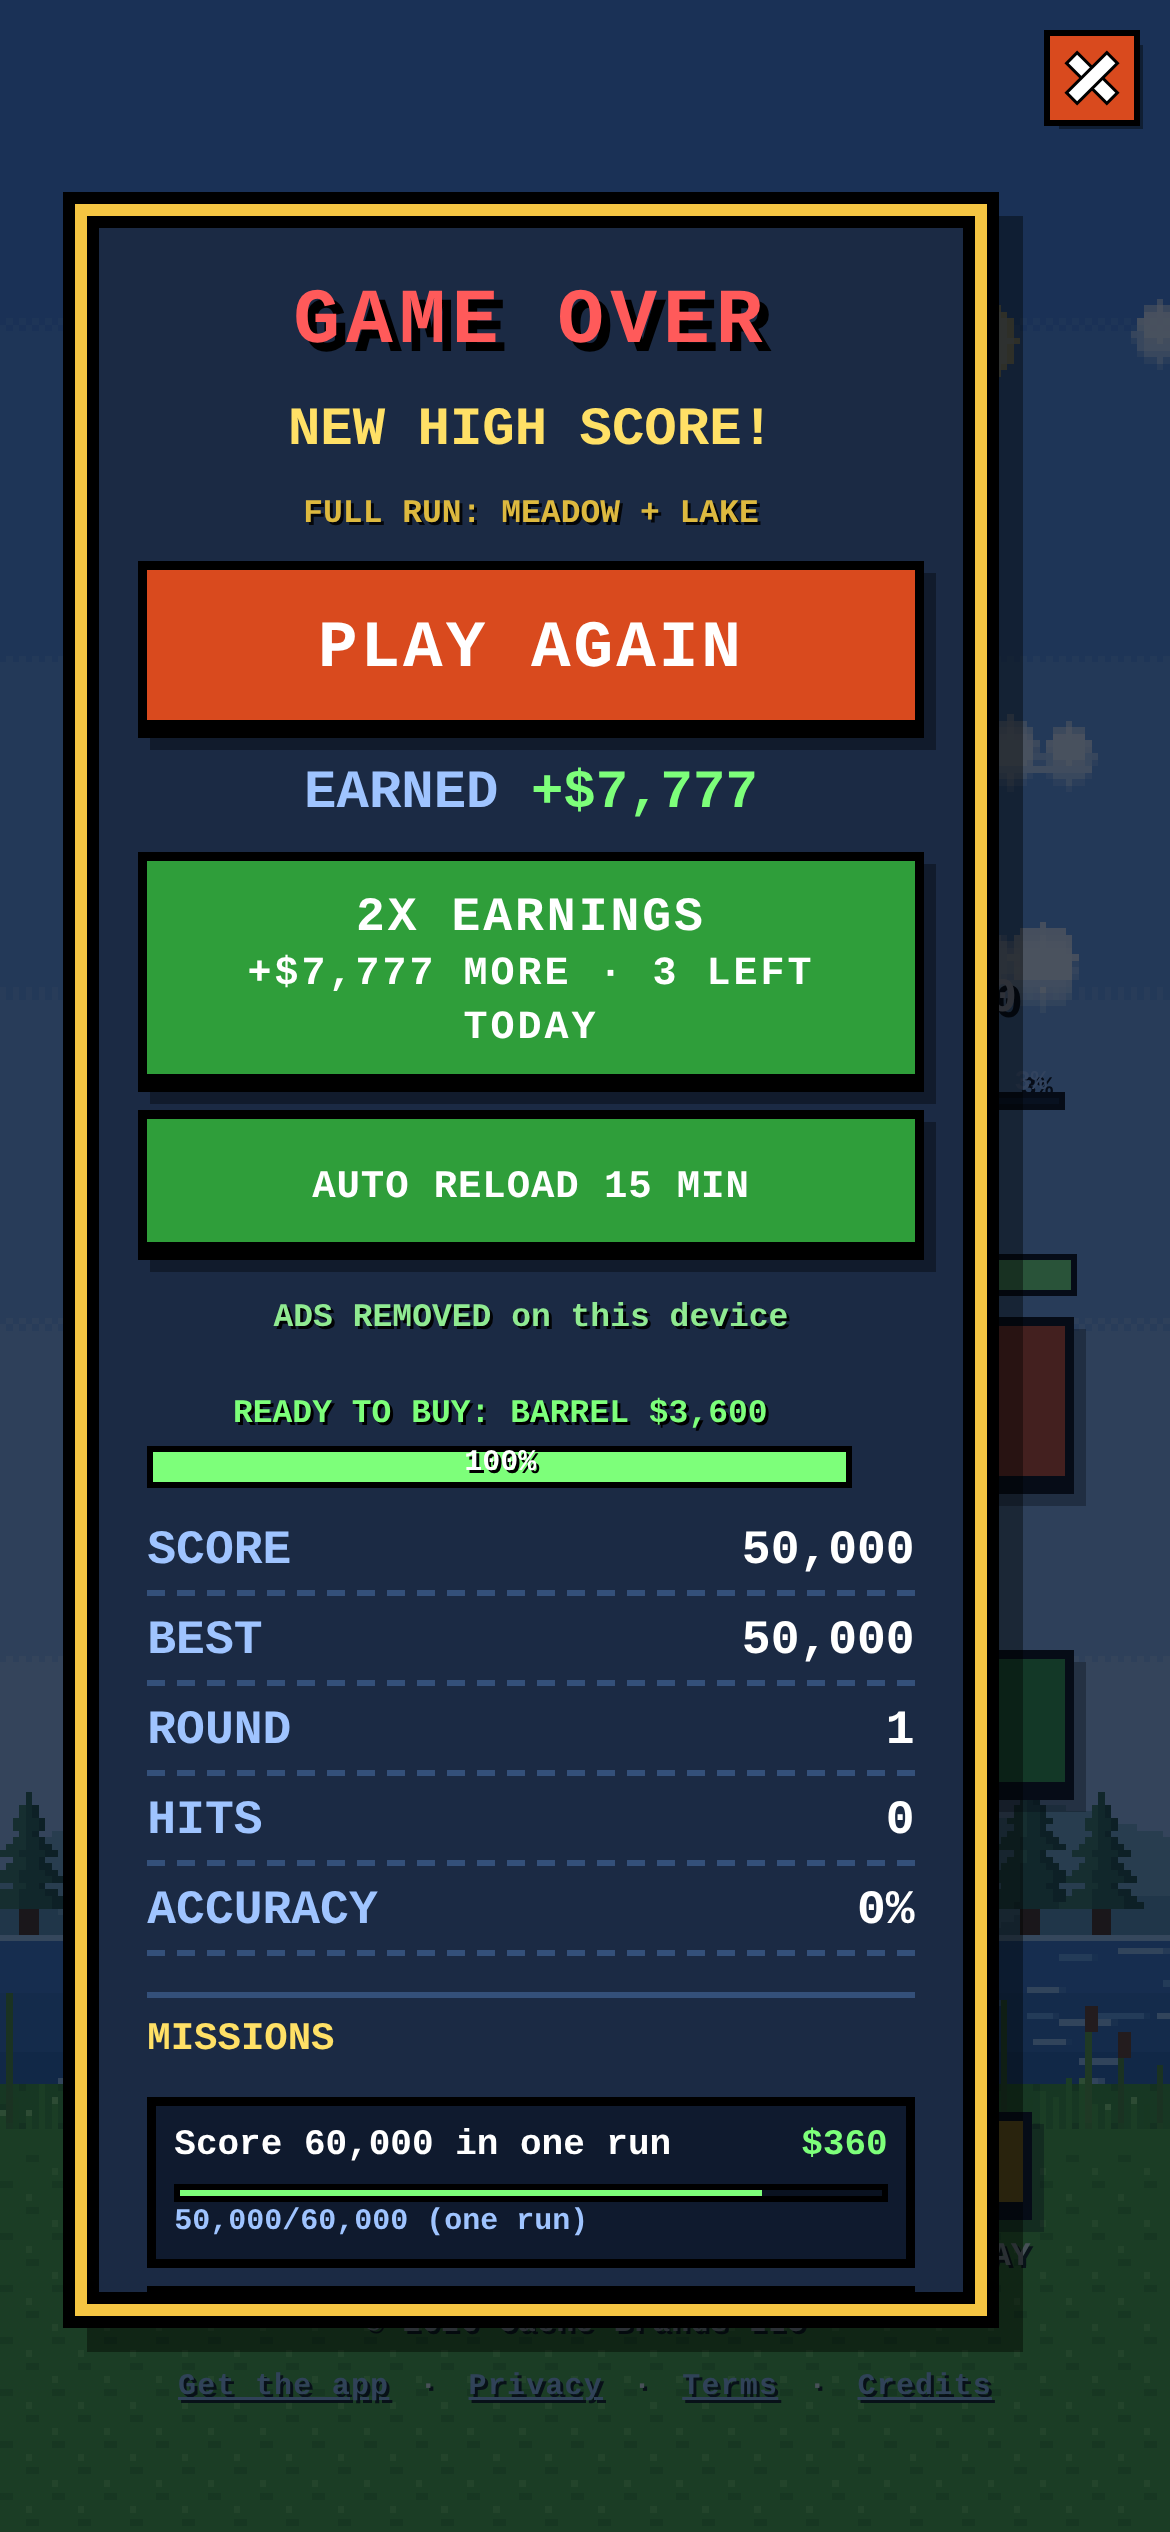 GAME OVER
NEW HIGH SCORE!
FULL RUN: MEADOW + LAKE
PLAY AGAIN
EARNED +$7,777
2X EARNINGS
+$7,777 MORE · 3 LEFT
TODAY
AUTO RELOAD 15 MIN
ADS REMOVED on this device
READY TO BUY: BARREL $3,600
100%
SCORE 50,000
BEST 50,000
ROUND 1
HITS 0
ACCURACY 0%
MISSIONS
Score 60,000 in one run $360
50,000/60,000 (one run)
Get the app · Privacy · Terms · Credits